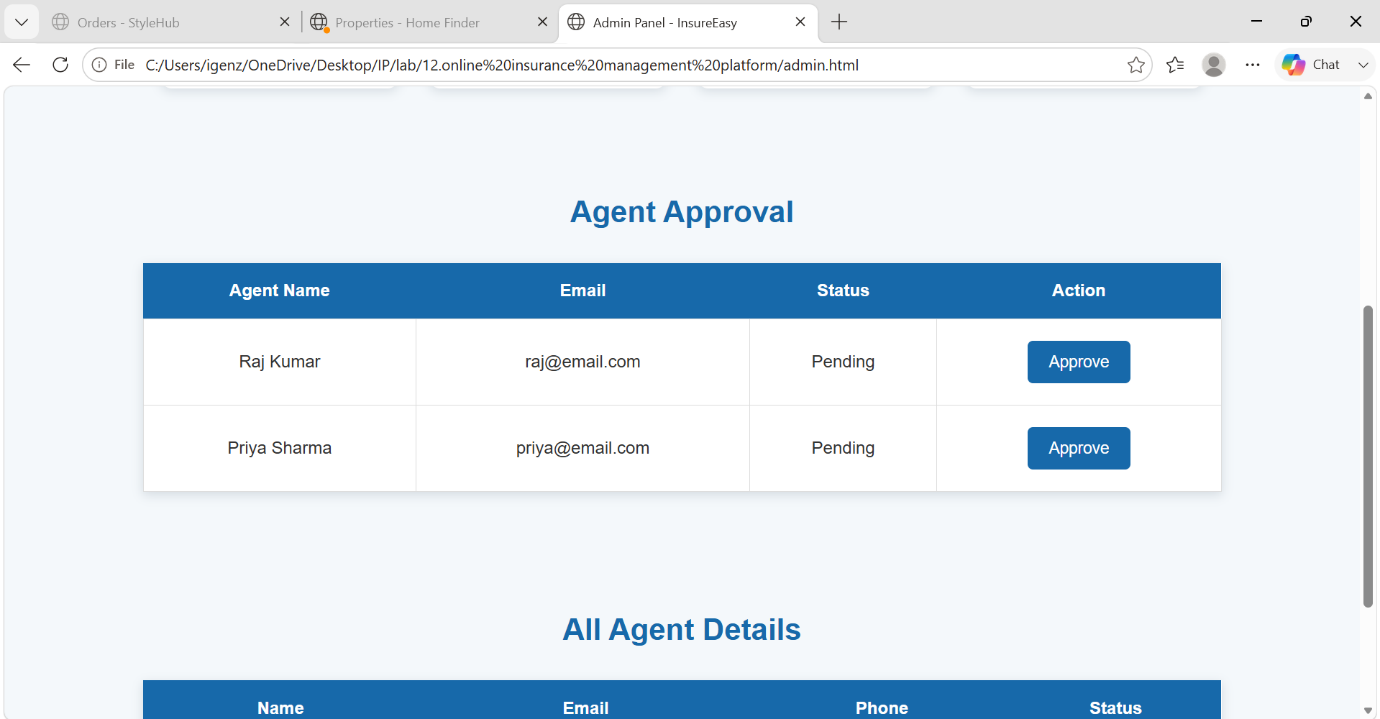 Orders - StyleHub
Properties - Home Finder
Admin Panel - InsureEasy
File C:/Users/igenz/OneDrive/Desktop/IP/lab/12.online%20insurance%20management%20platform/admin.html
Chat
Agent Approval
Agent Name Email Status Action
Raj Kumar raj@email.com Pending Approve
Priya Sharma priya@email.com Pending Approve
All Agent Details
Name Email Phone Status